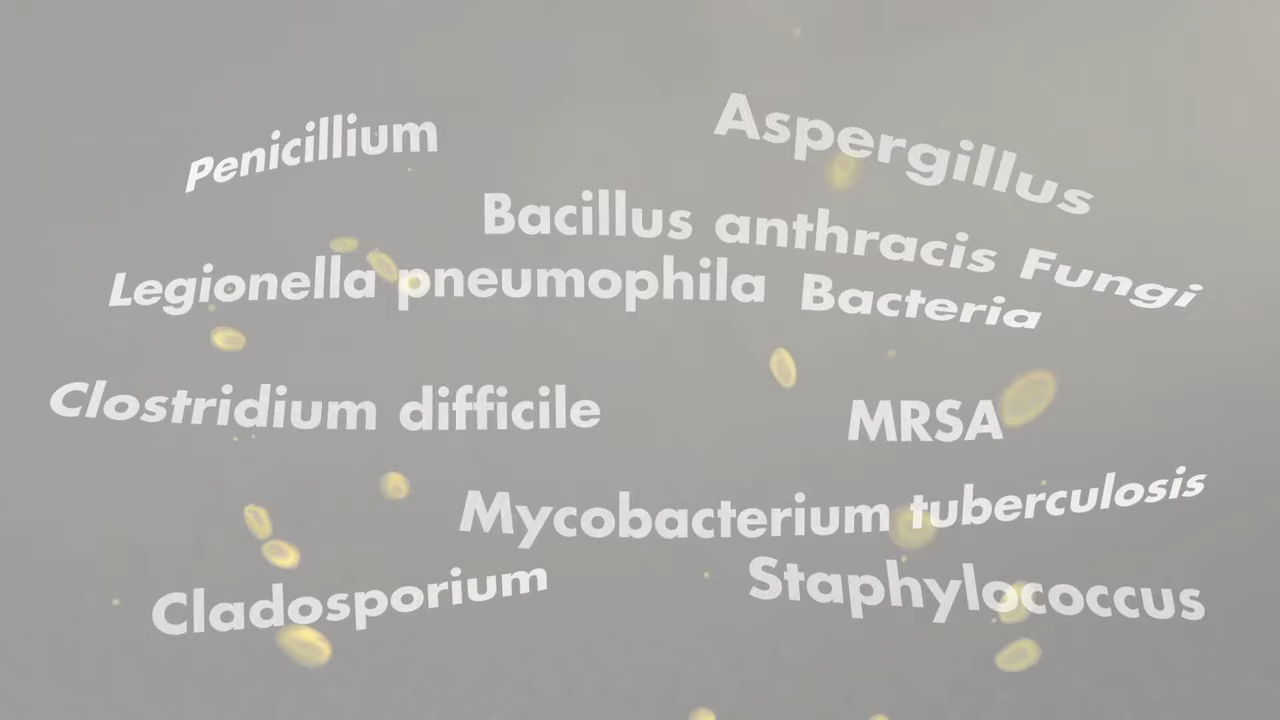 Penicillium
Aspergillus
Bacillus anthracis
Fungi
Legionella pneumophila
Bacteria
Clostridium difficile
MRSA
Mycobacterium tuberculosis
Cladosporium
Staphylococcus